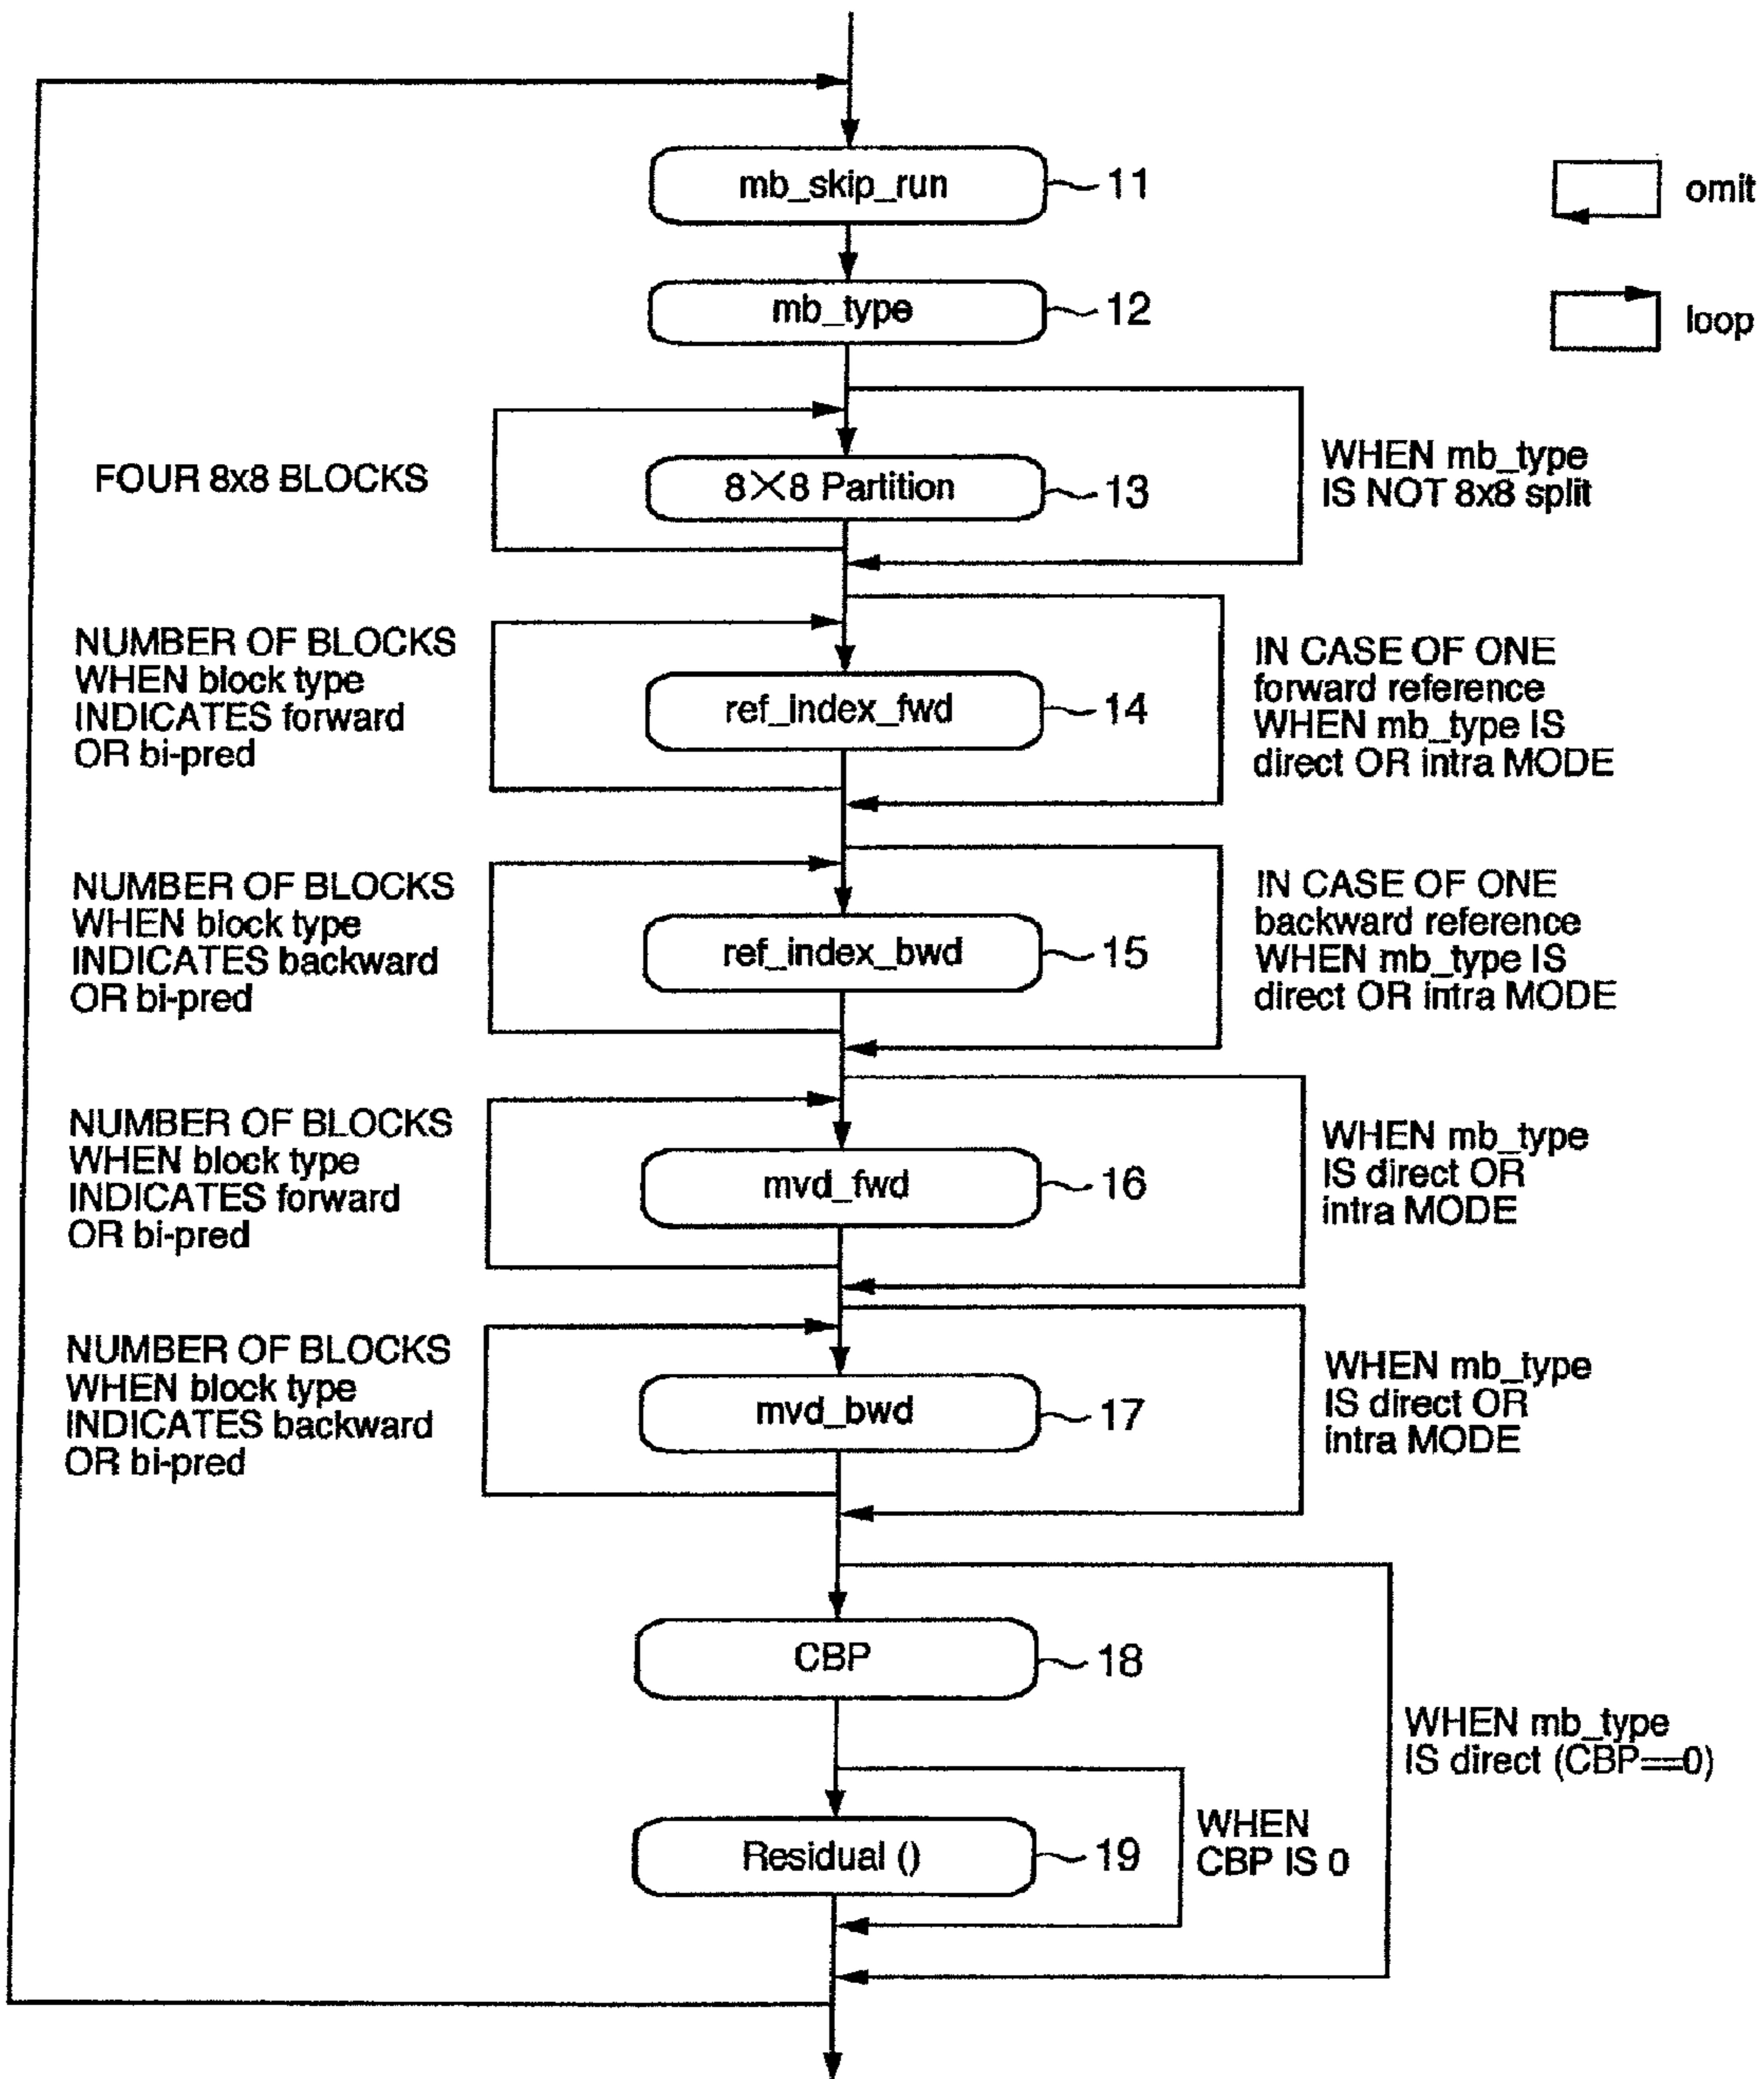 mb_skip_run
11
omit
mb_type
12
loop
FOUR 8x8 BLOCKS
8×8 Partition
13
WHEN mb_type
IS NOT 8x8 split
NUMBER OF BLOCKS
WHEN block type
INDICATES forward
OR bi-pred
ref_index_fwd
14
IN CASE OF ONE
forward reference
WHEN mb_type IS
direct OR intra MODE
NUMBER OF BLOCKS
WHEN block type
INDICATES backward
OR bi-pred
ref_index_bwd
15
IN CASE OF ONE
backward reference
WHEN mb_type IS
direct OR intra MODE
NUMBER OF BLOCKS
WHEN block type
INDICATES forward
OR bi-pred
mvd_fwd
16
WHEN mb_type
IS direct OR
intra MODE
NUMBER OF BLOCKS
WHEN block type
INDICATES backward
OR bi-pred
mvd_bwd
17
WHEN mb_type
IS direct OR
intra MODE
CBP
18
WHEN mb_type
IS direct (CBP==0)
Residual ()
19
WHEN
CBP IS 0